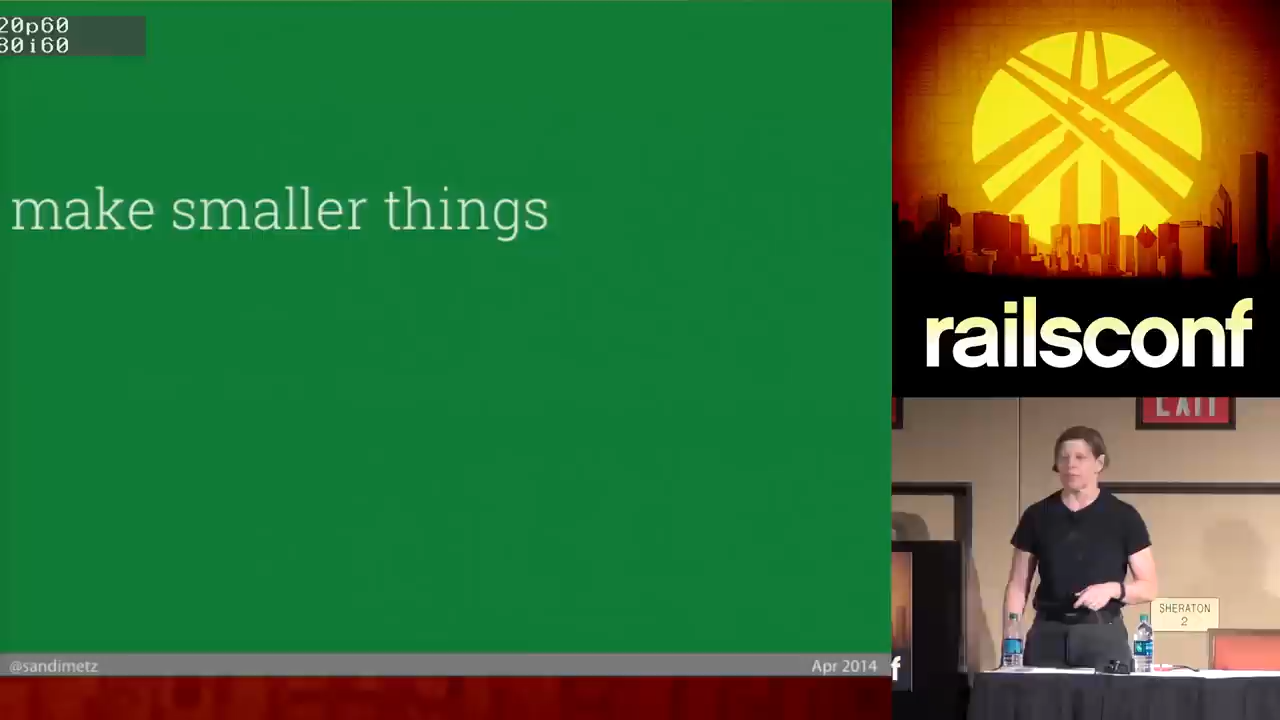 20p60
30i60
make smaller things
@sandimetz
Apr 2014
railsconf
EXIT
SHERATON
2
f